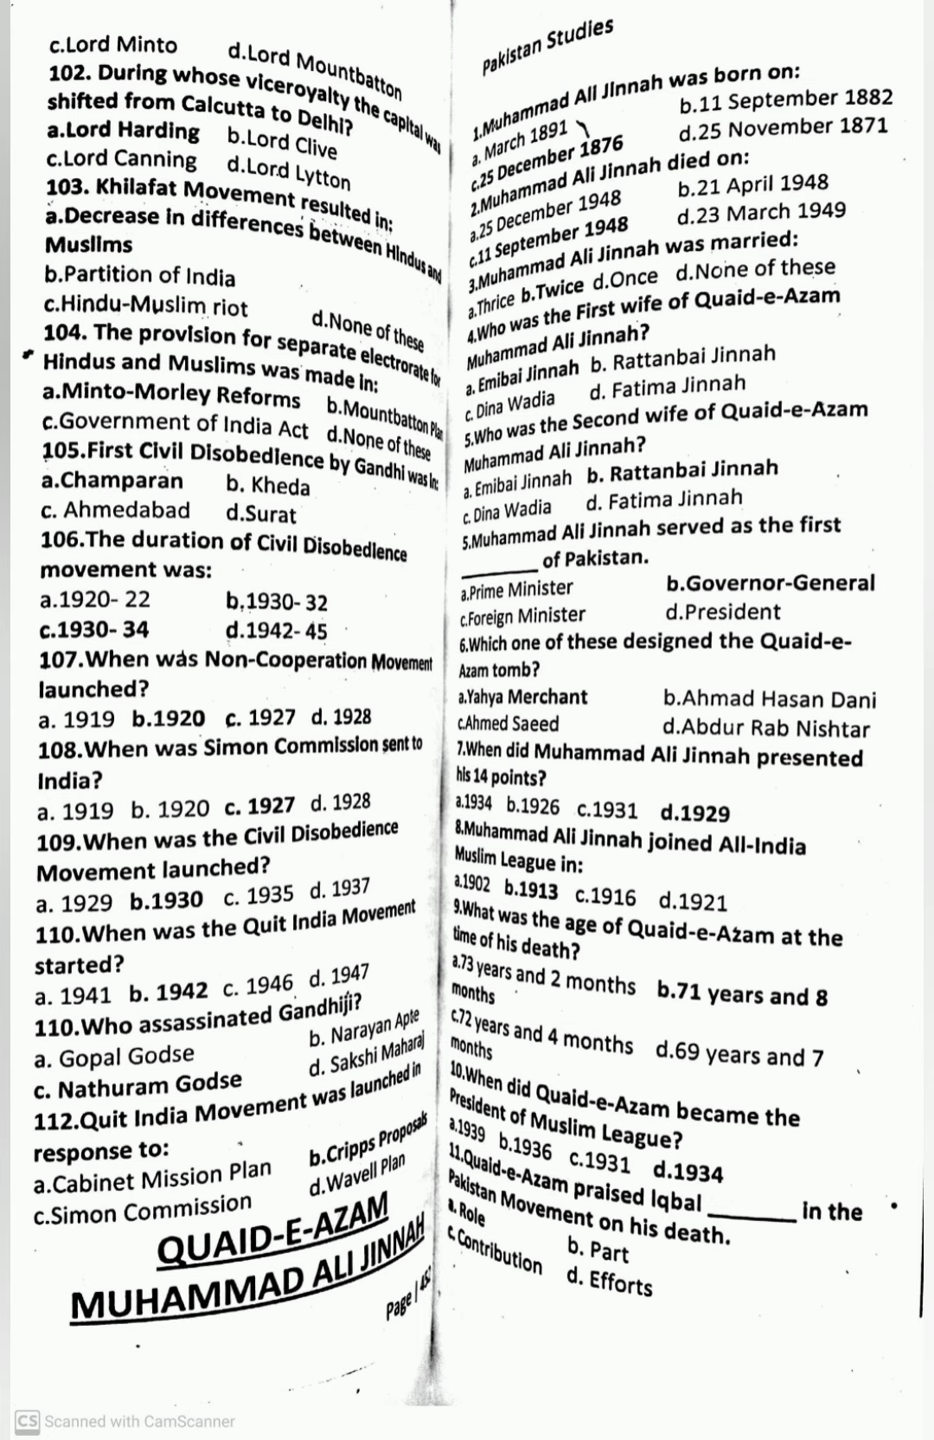 c.Lord Minto d.Lord Mountbatton
102. During whose viceroyalty the capital was
shifted from Calcutta to Delhi?
a.Lord Harding b.Lord Clive
c.Lord Canning d.Lord Lytton
103. Khilafat Movement resulted in:
a.Decrease in differences between Hindus and
Muslims
b.Partition of India
c.Hindu-Muslim riot d.None of these
104. The provision for separate electrorate for
Hindus and Muslims was made in:
a.Minto-Morley Reforms b.Mountbatton Plan
c.Government of India Act d.None of these
105.First Civil Disobedience by Gandhi was in:
a.Champaran b. Kheda
c. Ahmedabad d.Surat
106.The duration of Civil Disobedience
movement was:
a.1920- 22 b.1930- 32
c.1930- 34 d.1942- 45
107.When was Non-Cooperation Movement
launched?
a. 1919 b.1920 c. 1927 d. 1928
108.When was Simon Commission sent to
India?
a. 1919 b. 1920 c. 1927 d. 1928
109.When was the Civil Disobedience
Movement launched?
a. 1929 b.1930 c. 1935 d. 1937
110.When was the Quit India Movement
started?
a. 1941 b. 1942 c. 1946 d. 1947
110.Who assassinated Gandhiji?
a. Gopal Godse b. Narayan Apte
c. Nathuram Godse d. Sakshi Maharaj
112.Quit India Movement was launched in
response to:
a.Cabinet Mission Plan b.Cripps Proposals
c.Simon Commission d.Wavell Plan
QUAID-E-AZAM
MUHAMMAD ALI JINNAH
Page |
Pakistan Studies
1.Muhammad Ali Jinnah was born on:
a. March 1891 b.11 September 1882
c.25 December 1876 d.25 November 1871
2.Muhammad Ali Jinnah died on:
a.25 December 1948 b.21 April 1948
c.11 September 1948 d.23 March 1949
3.Muhammad Ali Jinnah was married:
a.Thrice b.Twice d.Once d.None of these
4.Who was the First wife of Quaid-e-Azam
Muhammad Ali Jinnah?
a. Emibai Jinnah b. Rattanbai Jinnah
c. Dina Wadia d. Fatima Jinnah
5.Who was the Second wife of Quaid-e-Azam
Muhammad Ali Jinnah?
a. Emibai Jinnah b. Rattanbai Jinnah
c. Dina Wadia d. Fatima Jinnah
5.Muhammad Ali Jinnah served as the first
________ of Pakistan.
a.Prime Minister b.Governor-General
c.Foreign Minister d.President
6.Which one of these designed the Quaid-e-
Azam tomb?
a.Yahya Merchant b.Ahmad Hasan Dani
c.Ahmed Saeed d.Abdur Rab Nishtar
7.When did Muhammad Ali Jinnah presented
his 14 points?
a.1934 b.1926 c.1931 d.1929
8.Muhammad Ali Jinnah joined All-India
Muslim League in:
a.1902 b.1913 c.1916 d.1921
9.What was the age of Quaid-e-Azam at the
time of his death?
a.73 years and 2 months b.71 years and 8
months
c.72 years and 4 months d.69 years and 7
months
10.When did Quaid-e-Azam became the
President of Muslim League?
a.1939 b.1936 c.1931 d.1934
11.Quaid-e-Azam praised Iqbal ________ in the
Pakistan Movement on his death.
a. Role b. Part
c. Contribution d. Efforts
CS Scanned with CamScanner